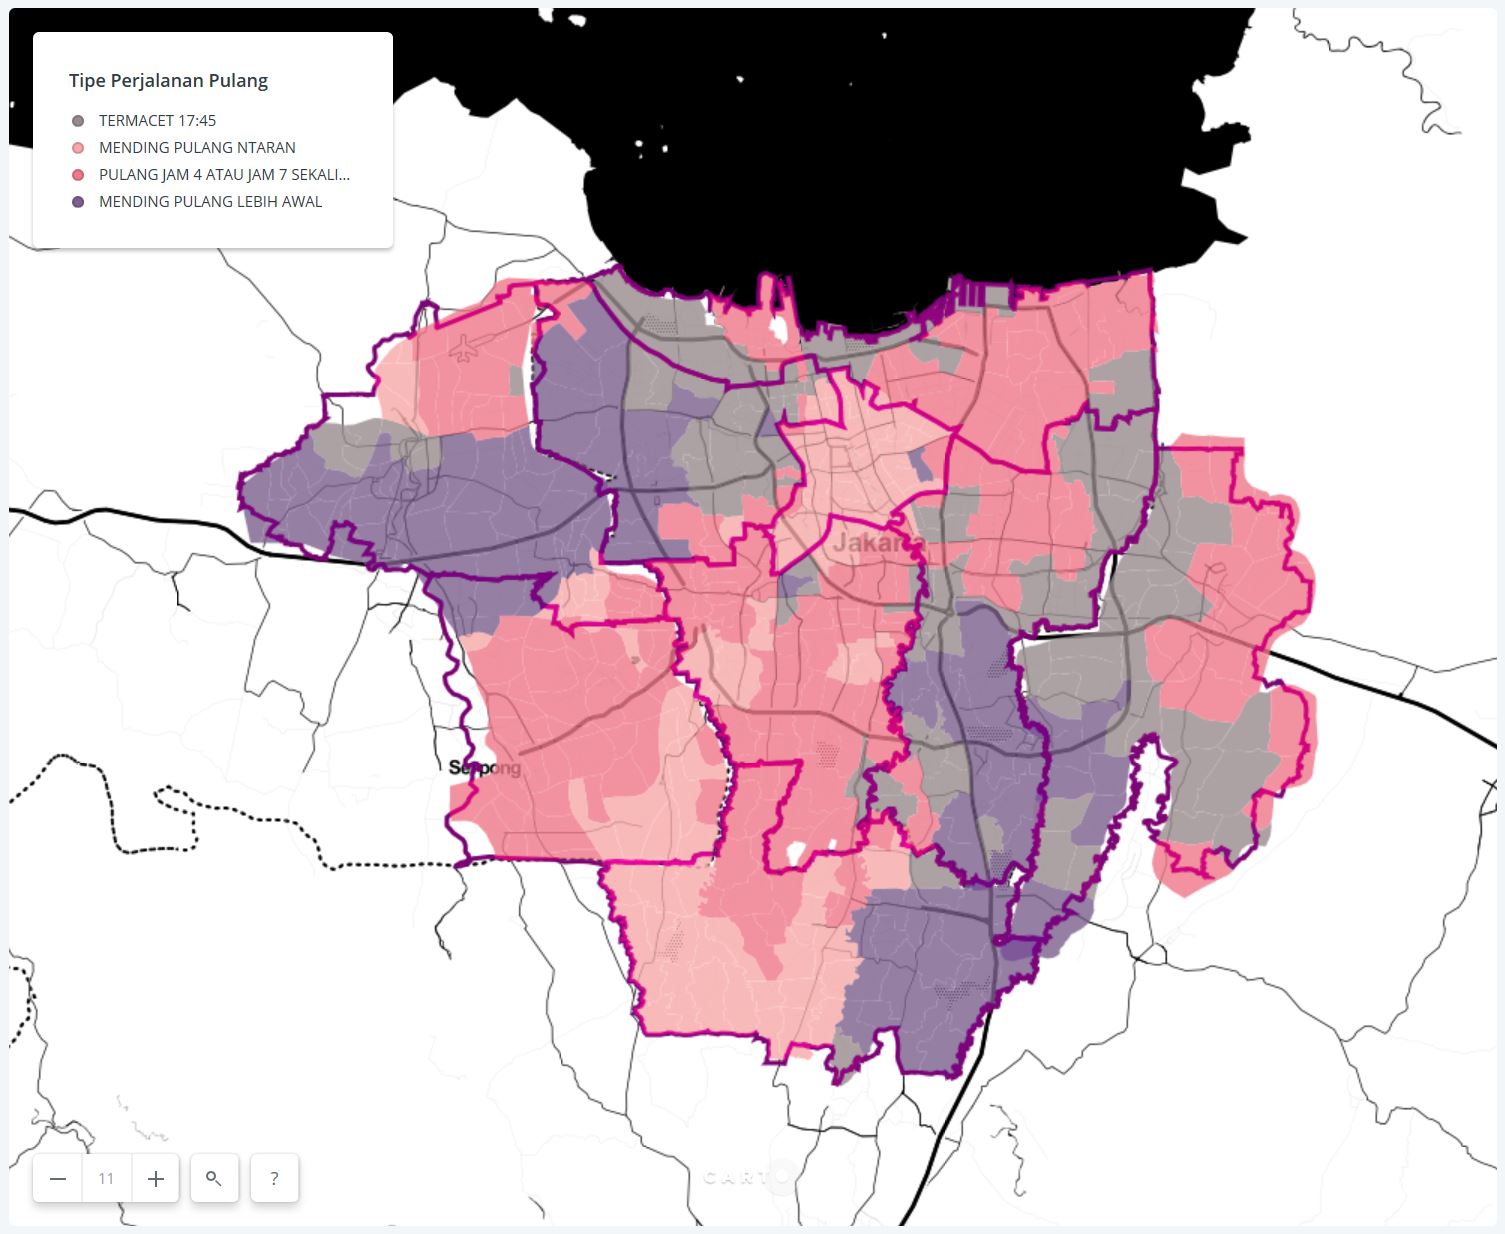 Tipe Perjalanan Pulang
TERMACET 17:45
MENDING PULANG NTARAN
PULANG JAM 4 ATAU JAM 7 SEKALI...
MENDING PULANG LEBIH AWAL
Jakarta
Serpong
11
?
CARTO